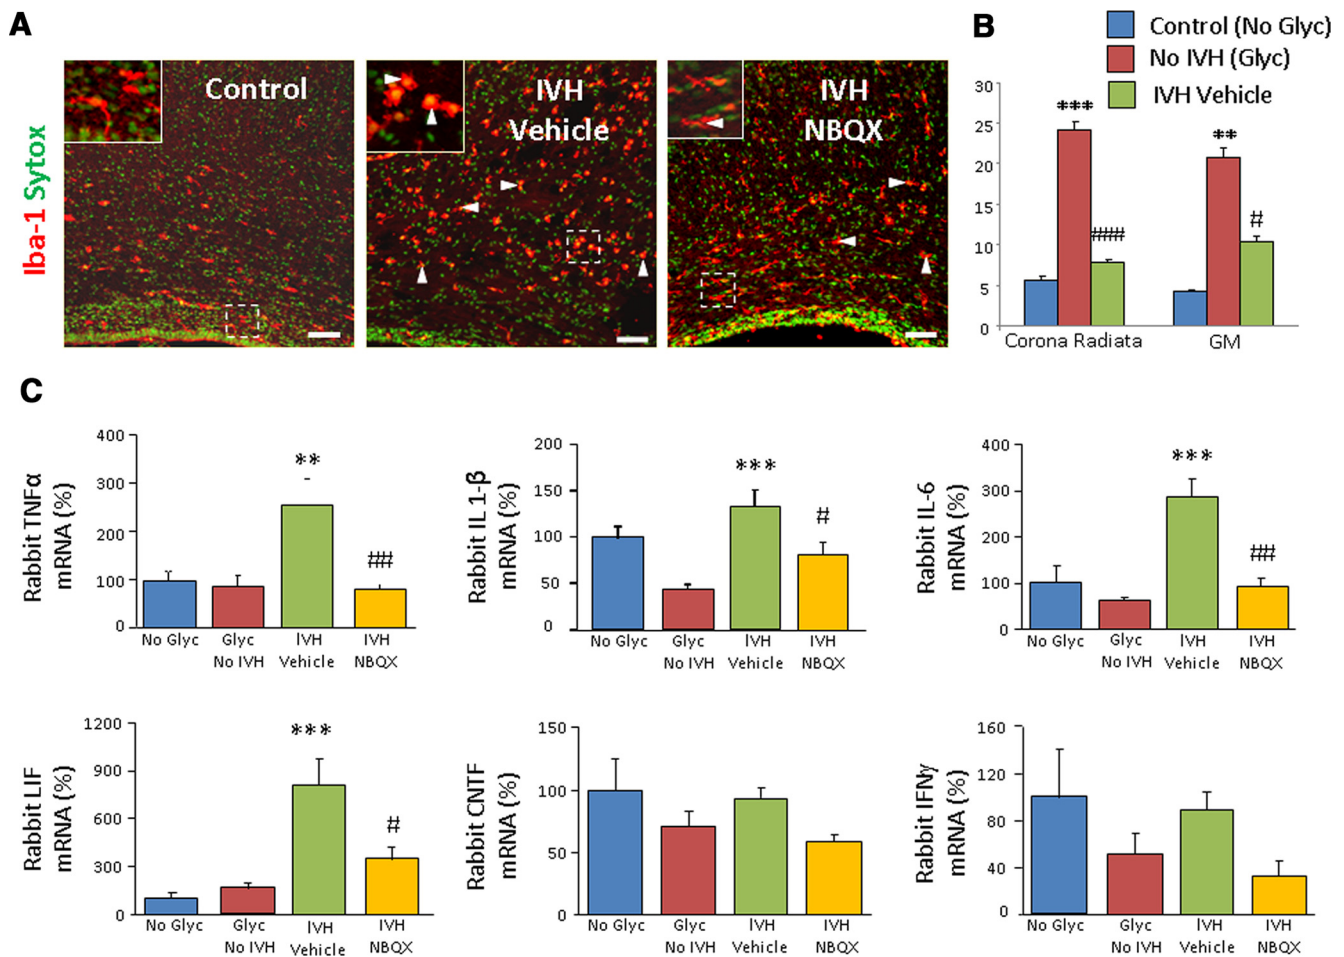 A
Iba-1 Sytox
Control
IVH
Vehicle
IVH
NBQX
B
Control (No Glyc)
No IVH (Glyc)
IVH Vehicle
30
25
20
15
10
5
0
***
###
**
#
Corona Radiata
GM
C
Rabbit TNFα
mRNA (%)
400
300
200
100
0
**
##
No Glyc
Glyc
No IVH
IVH
Vehicle
IVH
NBQX
Rabbit IL 1-β
mRNA (%)
200
150
100
50
0
***
#
No Glyc
Glyc
No IVH
IVH
Vehicle
IVH
NBQX
Rabbit IL-6
mRNA (%)
400
300
200
100
0
***
##
No Glyc
Glyc
No IVH
IVH
Vehicle
IVH
NBQX
Rabbit LIF
mRNA (%)
1200
900
600
300
0
***
#
No Glyc
Glyc
No IVH
IVH
Vehicle
IVH
NBQX
Rabbit CNTF
mRNA (%)
150
100
50
0
No Glyc
Glyc
No IVH
IVH
Vehicle
IVH
NBQX
Rabbit IFNγ
mRNA (%)
160
120
80
40
0
No Glyc
Glyc
No IVH
IVH
Vehicle
IVH
NBQX